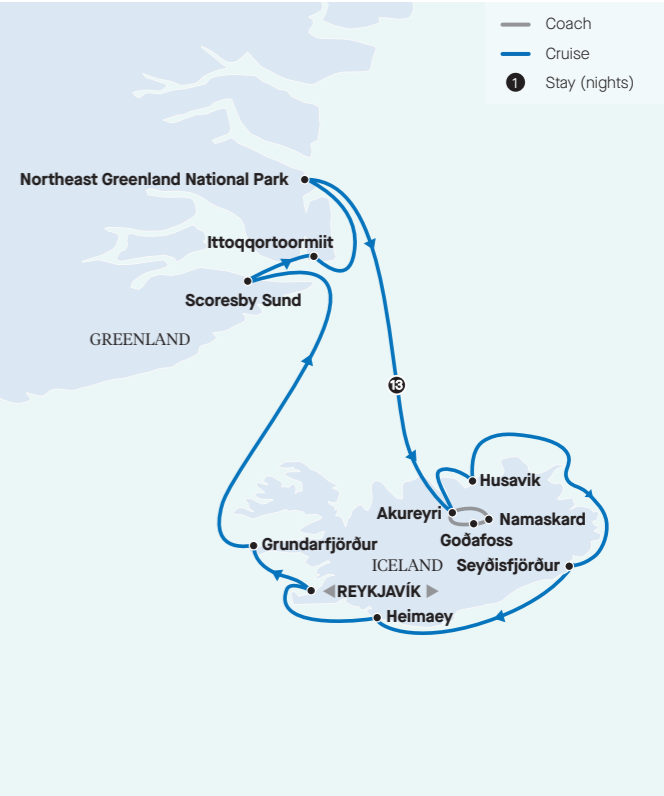 Coach
Cruise
1 Stay (nights)
Northeast Greenland National Park
Ittoqqortoormiit
Scoresby Sund
GREENLAND
13
Husavik
Akureyri
Namaskard
Goðafoss
Grundarfjörður
ICELAND
Seyðisfjörður
REYKJAVÍK
Heimaey